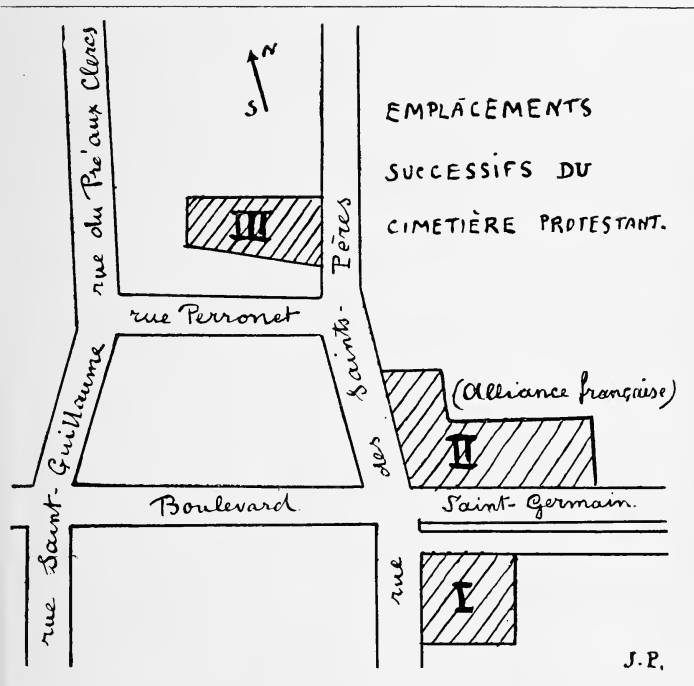 EMPLACEMENTS
SUCCESSIFS DU
CIMETIÈRE PROTESTANT.
N
S
rue du Pré aux Clercs
III
rue Perronet
rue des Saints-Pères
(Alliance française)
II
rue Saint-Guillaume
Boulevard Saint-Germain.
I
J.P.